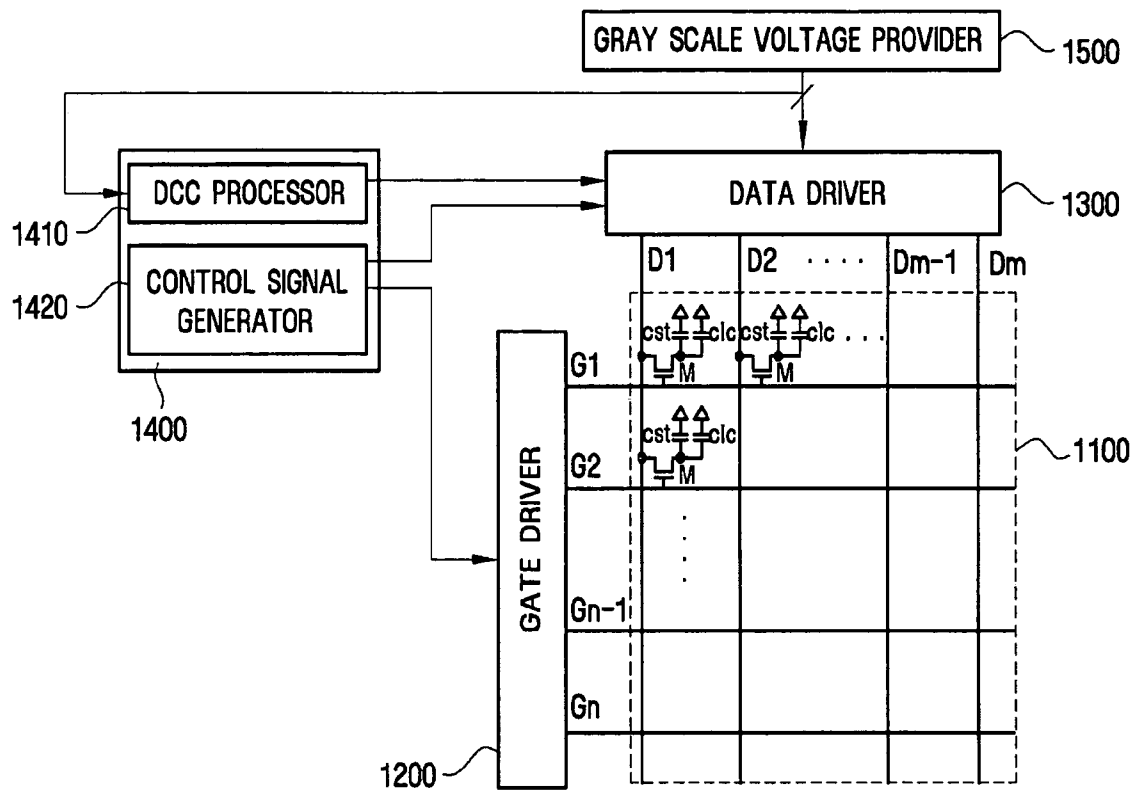 GRAY SCALE VOLTAGE PROVIDER
1500
DCC PROCESSOR
1410
DATA DRIVER
1300
CONTROL SIGNAL
GENERATOR
1420
1400
D1 D2 · · · · Dm-1 Dm
cst clc cst clc · · ·
G1 M M
cst clc
G2 M
1100
GATE DRIVER
Gn-1
Gn
1200